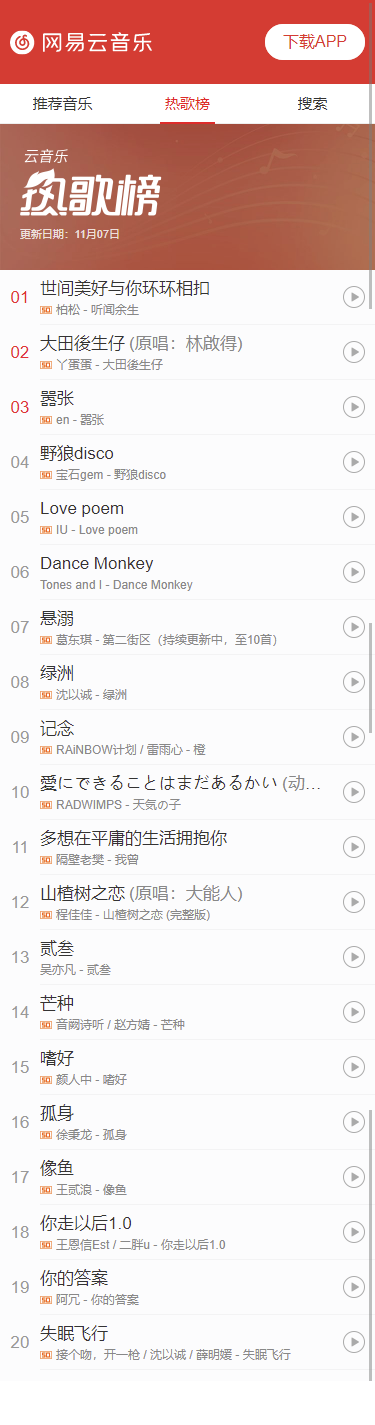 网易云音乐
下载APP
推荐音乐
热歌榜
搜索
云音乐
热歌榜
更新日期：11月07日
01
世间美好与你环环相扣
SQ 柏松 - 听闻余生
02
大田後生仔 (原唱：林啟得)
SQ 丫蛋蛋 - 大田後生仔
03
嚣张
SQ en - 嚣张
04
野狼disco
SQ 宝石gem - 野狼disco
05
Love poem
SQ IU - Love poem
06
Dance Monkey
Tones and I - Dance Monkey
07
悬溺
SQ 葛东琪 - 第二街区（持续更新中，至10首）
08
绿洲
SQ 沈以诚 - 绿洲
09
记念
SQ RAiNBOW计划 / 雷雨心 - 橙
10
愛にできることはまだあるかい (动...
SQ RADWIMPS - 天気の子
11
多想在平庸的生活拥抱你
SQ 隔壁老樊 - 我曾
12
山楂树之恋 (原唱：大能人)
SQ 程佳佳 - 山楂树之恋 (完整版)
13
贰叁
吴亦凡 - 贰叁
14
芒种
SQ 音阙诗听 / 赵方婧 - 芒种
15
嗜好
SQ 颜人中 - 嗜好
16
孤身
SQ 徐秉龙 - 孤身
17
像鱼
SQ 王贰浪 - 像鱼
18
你走以后1.0
SQ 王恩信Est / 二胖u - 你走以后1.0
19
你的答案
SQ 阿冗 - 你的答案
20
失眠飞行
SQ 接个吻，开一枪 / 沈以诚 / 薛明媛 - 失眠飞行